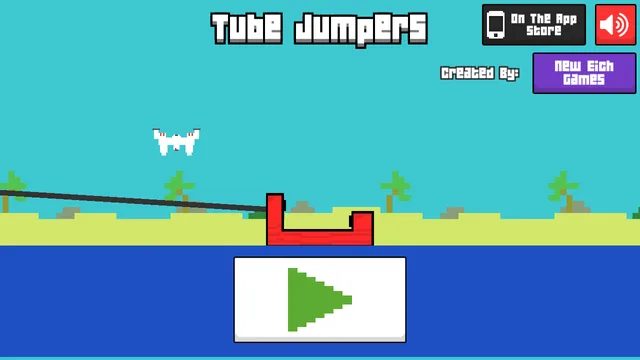 Tube Jumpers
On The App
Store
Created By:
New Eich
Games